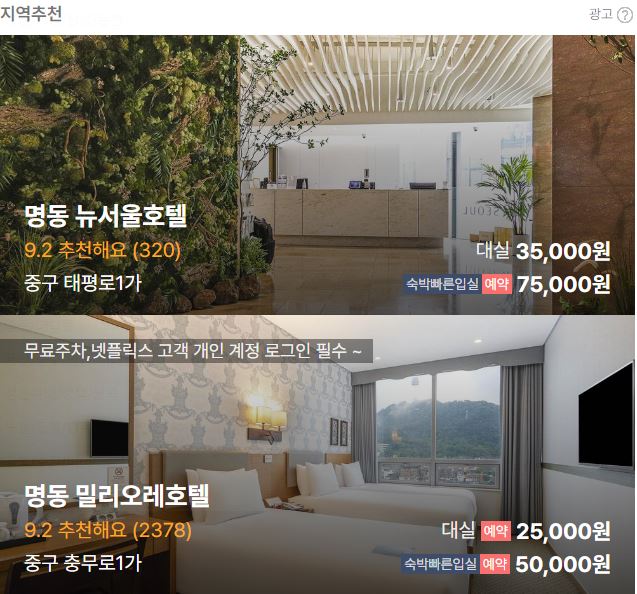 지역추천
광고 ?
SEOUL
명동 뉴서울호텔
9.2 추천해요 (320)
대실 35,000원
중구 태평로1가
숙박빠른입실 예약 75,000원
무료주차,넷플릭스 고객 개인 계정 로그인 필수 ~
명동 밀리오레호텔
9.2 추천해요 (2378)
대실 예약 25,000원
중구 충무로1가
숙박빠른입실 예약 50,000원